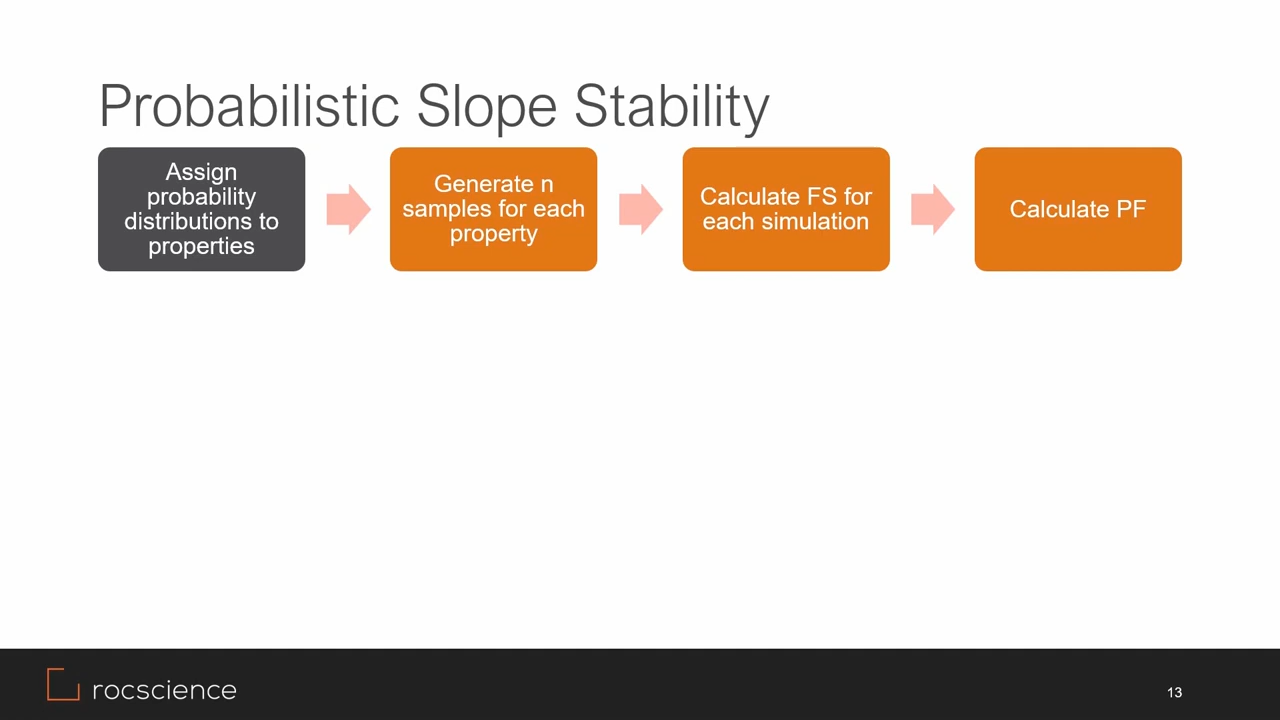 Probabilistic Slope Stability
Assign
probability
distributions to
properties
Generate n
samples for each
property
Calculate FS for
each simulation
Calculate PF
rocscience
13